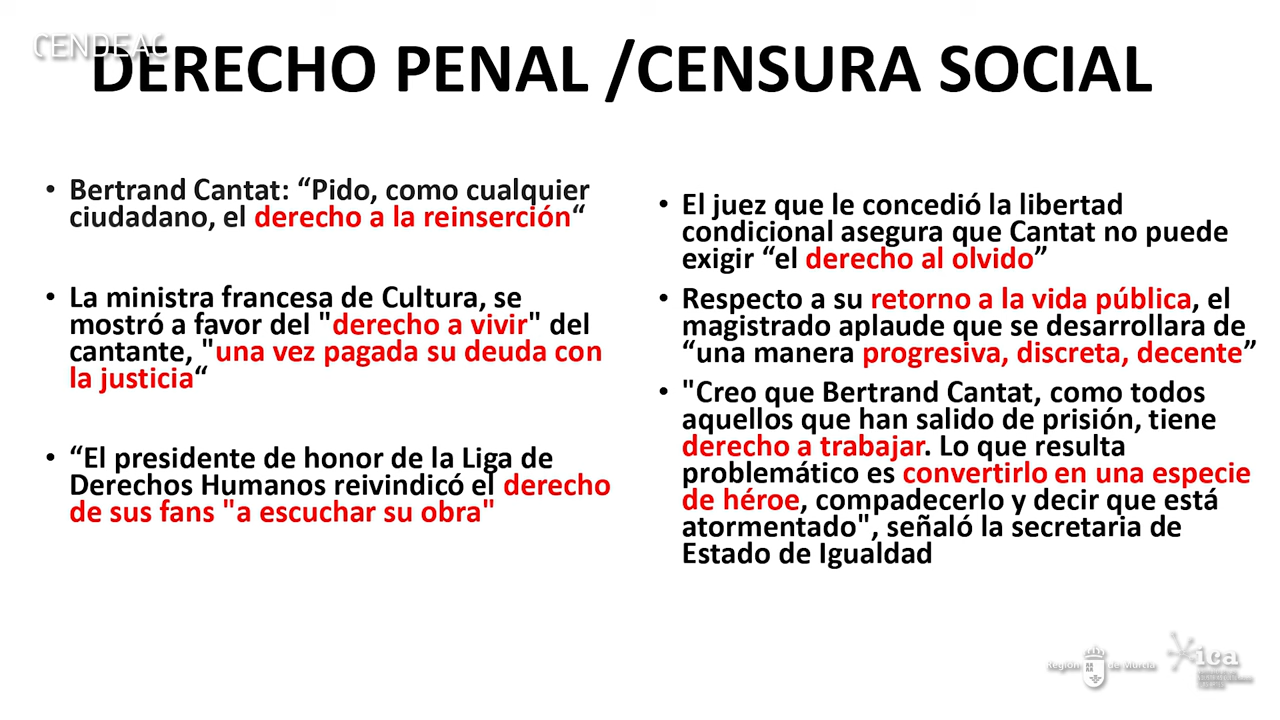 CENDEAC
DERECHO PENAL /CENSURA SOCIAL
• Bertrand Cantat: “Pido, como cualquier
ciudadano, el derecho a la reinserción“
• La ministra francesa de Cultura, se
mostró a favor del "derecho a vivir" del
cantante, "una vez pagada su deuda con
la justicia“
• “El presidente de honor de la Liga de
Derechos Humanos reivindicó el derecho
de sus fans "a escuchar su obra"
• El juez que le concedió la libertad
condicional asegura que Cantat no puede
exigir “el derecho al olvido”
• Respecto a su retorno a la vida pública, el
magistrado aplaude que se desarrollara de
“una manera progresiva, discreta, decente”
• "Creo que Bertrand Cantat, como todos
aquellos que han salido de prisión, tiene
derecho a trabajar. Lo que resulta
problemático es convertirlo en una especie
de héroe, compadecerlo y decir que está
atormentado", señaló la secretaria de
Estado de Igualdad
Región de Murcia
ica